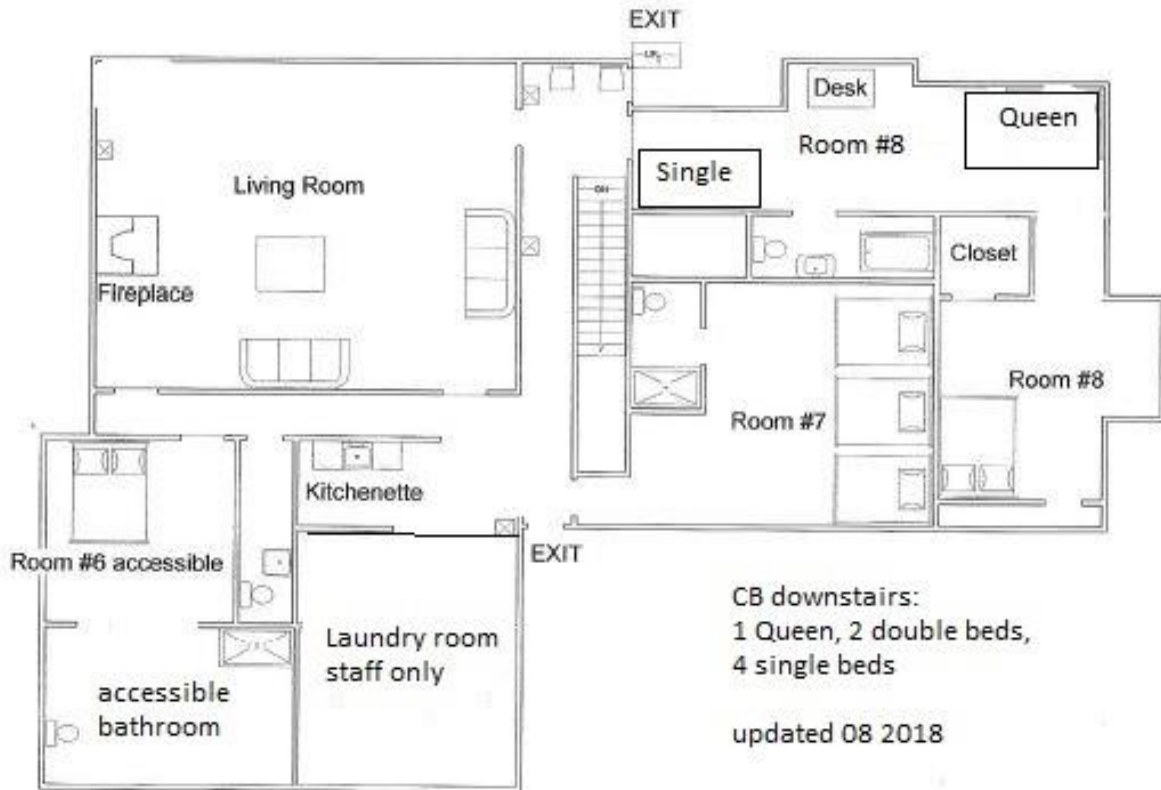 EXIT
UP
Desk
Queen
Room #8
Single
Living Room
DN
Closet
Fireplace
Room #8
Room #7
Kitchenette
Room #6 accessible
EXIT
CB downstairs:
1 Queen, 2 double beds,
4 single beds
Laundry room
staff only
accessible
bathroom
updated 08 2018